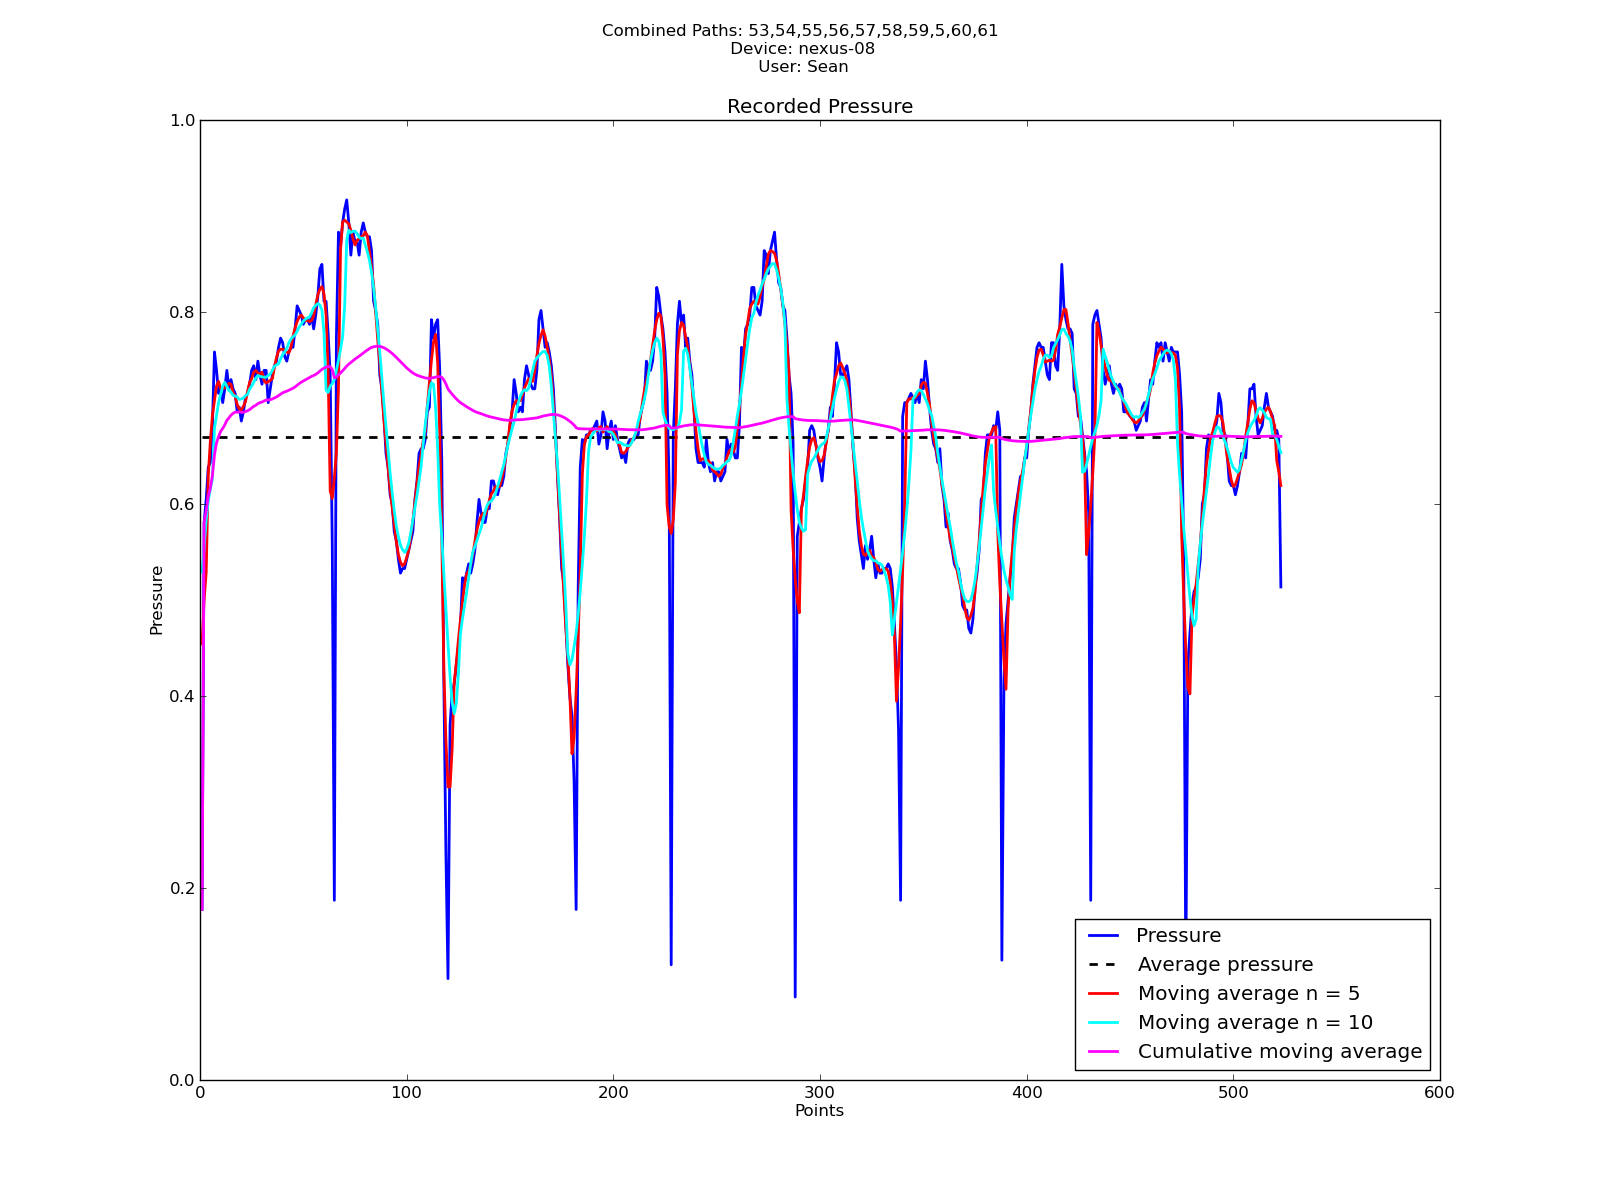 Combined Paths: 53,54,55,56,57,58,59,5,60,61
Device: nexus-08
User: Sean
Recorded Pressure
1.0
0.8
0.6
0.4
0.2
0.0
Pressure
0 100 200 300 400 500 600
Points
Pressure
Average pressure
Moving average n = 5
Moving average n = 10
Cumulative moving average